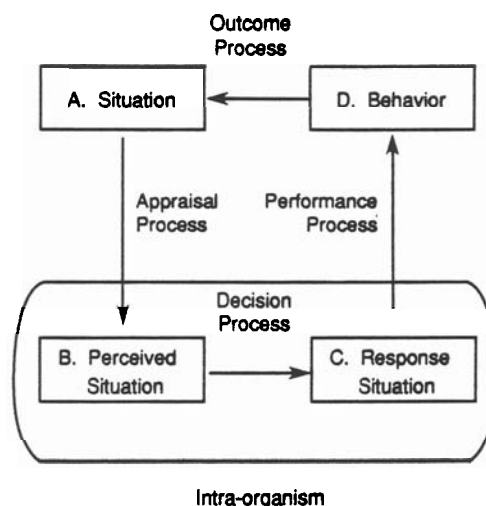 Outcome
Process
A. Situation
D. Behavior
Appraisal
Process
Performance
Process
Decision
Process
B. Perceived
Situation
C. Response
Situation
Intra-organism